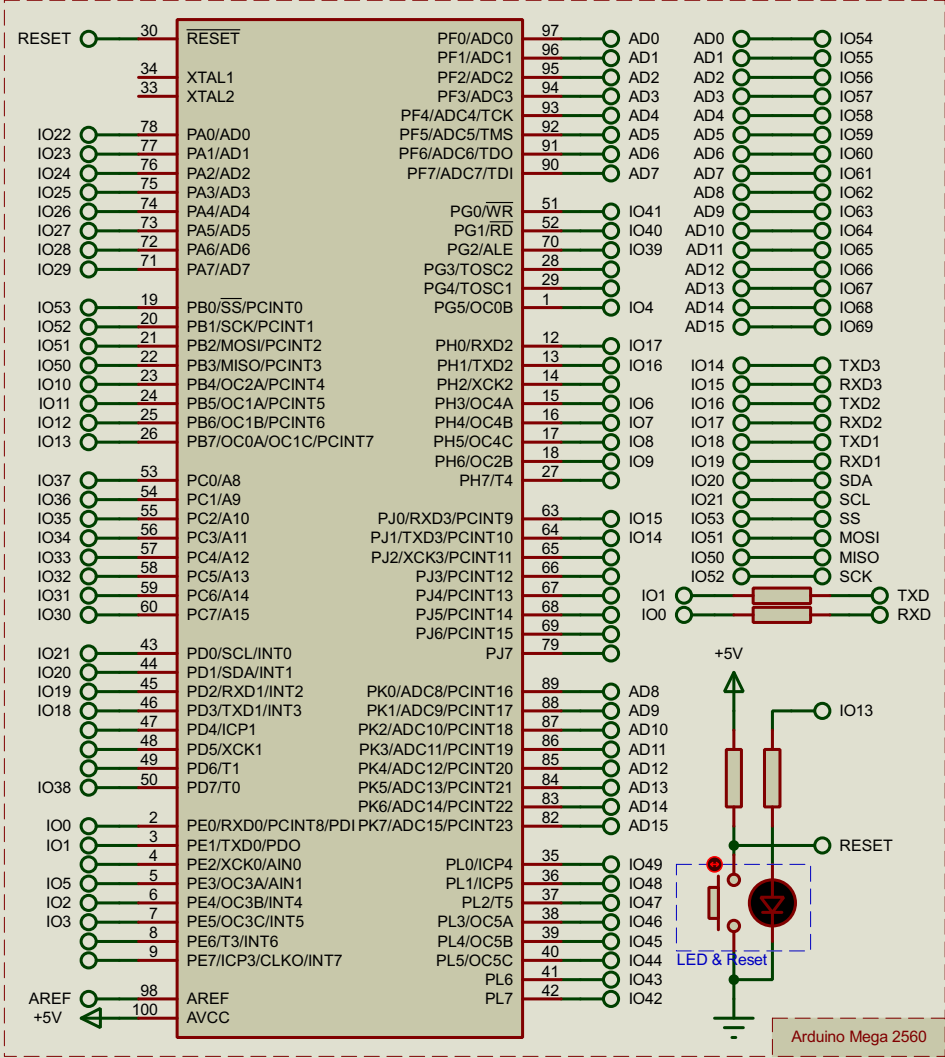 RESET 30 RESET PF0/ADC0 97 AD0 AD0 IO54
PF1/ADC1 96 AD1 AD1 IO55
34 XTAL1 PF2/ADC2 95 AD2 AD2 IO56
33 XTAL2 PF3/ADC3 94 AD3 AD3 IO57
PF4/ADC4/TCK 93 AD4 AD4 IO58
IO22 78 PA0/AD0 PF5/ADC5/TMS 92 AD5 AD5 IO59
IO23 77 PA1/AD1 PF6/ADC6/TDO 91 AD6 AD6 IO60
IO24 76 PA2/AD2 PF7/ADC7/TDI 90 AD7 AD7 IO61
IO25 75 PA3/AD3 AD8 IO62
IO26 74 PA4/AD4 PG0/WR 51 IO41 AD9 IO63
IO27 73 PA5/AD5 PG1/RD 52 IO40 AD10 IO64
IO28 72 PA6/AD6 PG2/ALE 70 IO39 AD11 IO65
IO29 71 PA7/AD7 PG3/TOSC2 28 AD12 IO66
PG4/TOSC1 29 AD13 IO67
IO53 19 PB0/SS/PCINT0 PG5/OC0B 1 IO4 AD14 IO68
IO52 20 PB1/SCK/PCINT1 AD15 IO69
IO51 21 PB2/MOSI/PCINT2 PH0/RXD2 12 IO17
IO50 22 PB3/MISO/PCINT3 PH1/TXD2 13 IO16 IO14 TXD3
IO10 23 PB4/OC2A/PCINT4 PH2/XCK2 14 IO15 RXD3
IO11 24 PB5/OC1A/PCINT5 PH3/OC4A 15 IO6 IO16 TXD2
IO12 25 PB6/OC1B/PCINT6 PH4/OC4B 16 IO7 IO17 RXD2
IO13 26 PB7/OC0A/OC1C/PCINT7 PH5/OC4C 17 IO8 IO18 TXD1
PH6/OC2B 18 IO9 IO19 RXD1
IO37 53 PC0/A8 PH7/T4 27 IO20 SDA
IO36 54 PC1/A9 IO21 SCL
IO35 55 PC2/A10 PJ0/RXD3/PCINT9 63 IO15 IO53 SS
IO34 56 PC3/A11 PJ1/TXD3/PCINT10 64 IO14 IO51 MOSI
IO33 57 PC4/A12 PJ2/XCK3/PCINT11 65 IO50 MISO
IO32 58 PC5/A13 PJ3/PCINT12 66 IO52 SCK
IO31 59 PC6/A14 PJ4/PCINT13 67 IO1 TXD
IO30 60 PC7/A15 PJ5/PCINT14 68 IO0 RXD
PJ6/PCINT15 69
IO21 43 PD0/SCL/INT0 PJ7 79 +5V
IO20 44 PD1/SDA/INT1
IO19 45 PD2/RXD1/INT2 PK0/ADC8/PCINT16 89 AD8
IO18 46 PD3/TXD1/INT3 PK1/ADC9/PCINT17 88 AD9 IO13
47 PD4/ICP1 PK2/ADC10/PCINT18 87 AD10
48 PD5/XCK1 PK3/ADC11/PCINT19 86 AD11
49 PD6/T1 PK4/ADC12/PCINT20 85 AD12
IO38 50 PD7/T0 PK5/ADC13/PCINT21 84 AD13
PK6/ADC14/PCINT22 83 AD14
IO0 2 PE0/RXD0/PCINT8/PDI PK7/ADC15/PCINT23 82 AD15
IO1 3 PE1/TXD0/PDO RESET
4 PE2/XCK0/AIN0 PL0/ICP4 35 IO49
IO5 5 PE3/OC3A/AIN1 PL1/ICP5 36 IO48
IO2 6 PE4/OC3B/INT4 PL2/T5 37 IO47
IO3 7 PE5/OC3C/INT5 PL3/OC5A 38 IO46
8 PE6/T3/INT6 PL4/OC5B 39 IO45
9 PE7/ICP3/CLKO/INT7 PL5/OC5C 40 IO44 LED & Reset
PL6 41 IO43
AREF 98 AREF PL7 42 IO42
+5V 100 AVCC
Arduino Mega 2560